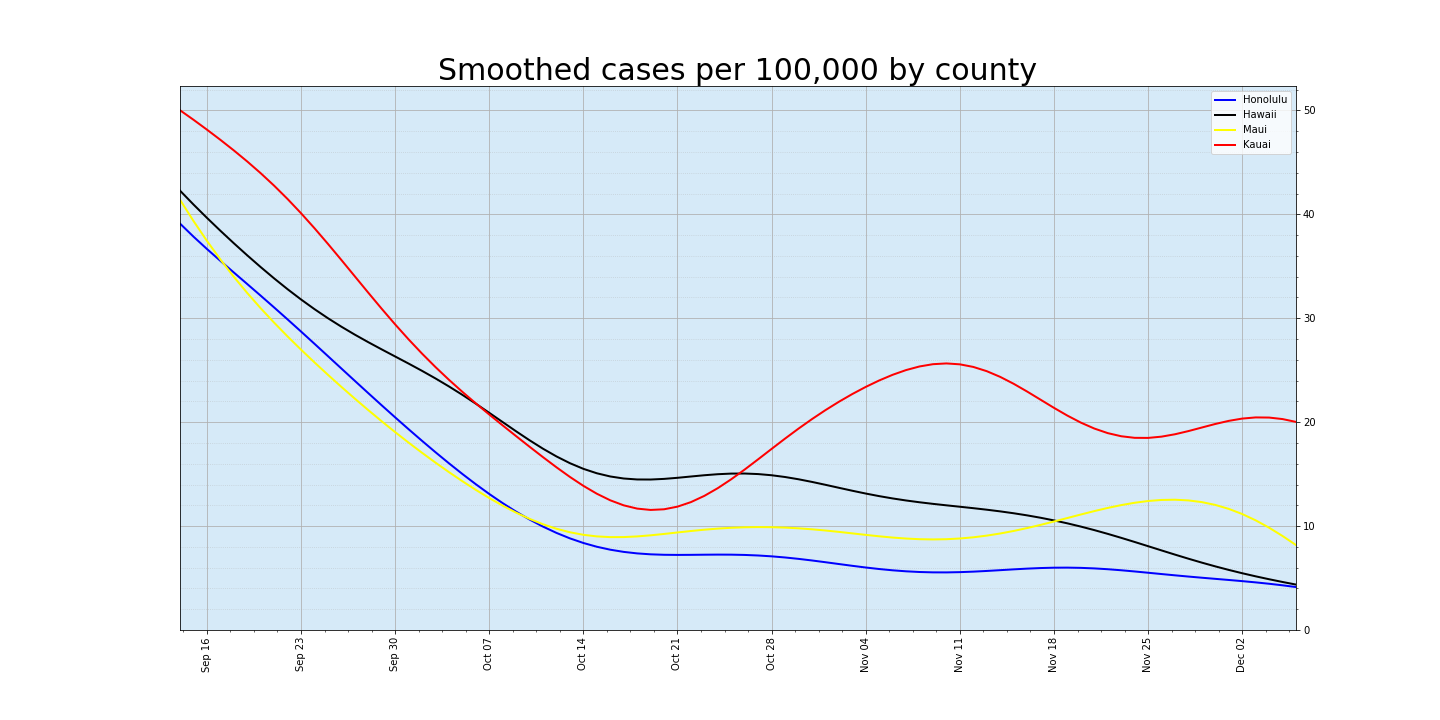 Smoothed cases per 100,000 by county
Honolulu
Hawaii
Maui
Kauai
50
40
30
20
10
0
Sep 16
Sep 23
Sep 30
Oct 07
Oct 14
Oct 21
Oct 28
Nov 04
Nov 11
Nov 18
Nov 25
Dec 02